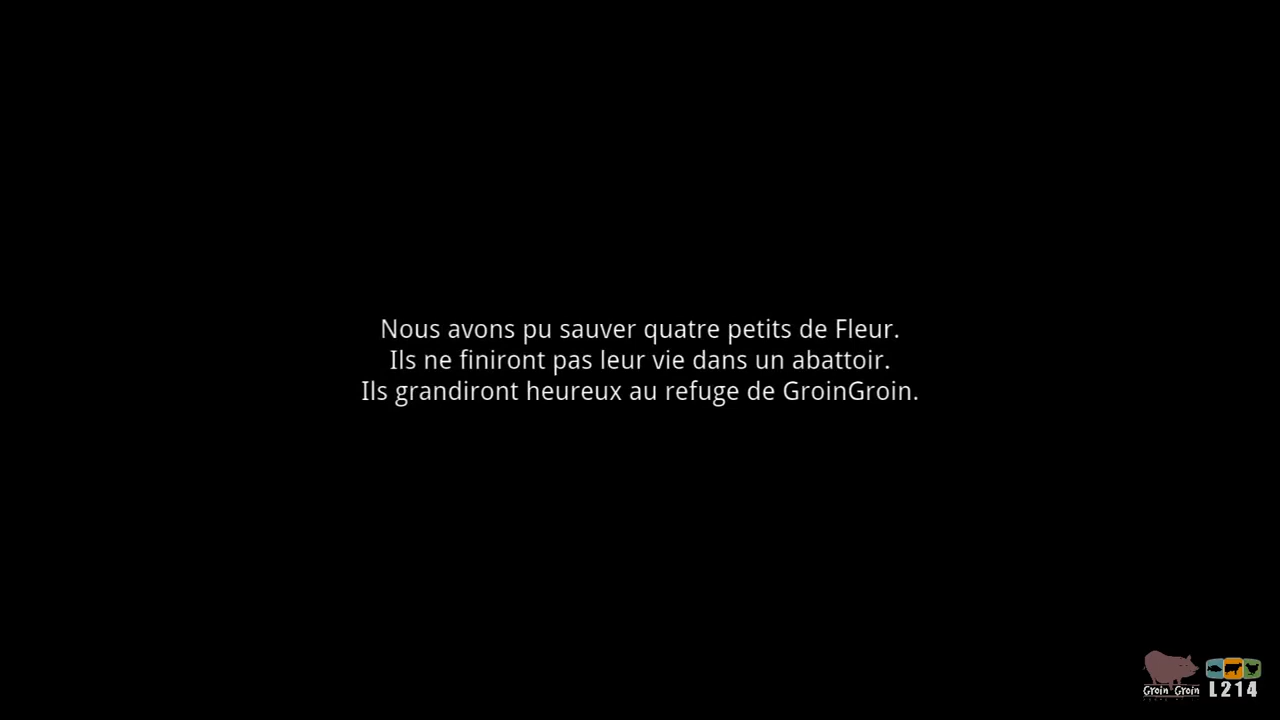 Nous avons pu sauver quatre petits de Fleur.
Ils ne finiront pas leur vie dans un abattoir.
Ils grandiront heureux au refuge de GroinGroin.
Groin Groin
L214